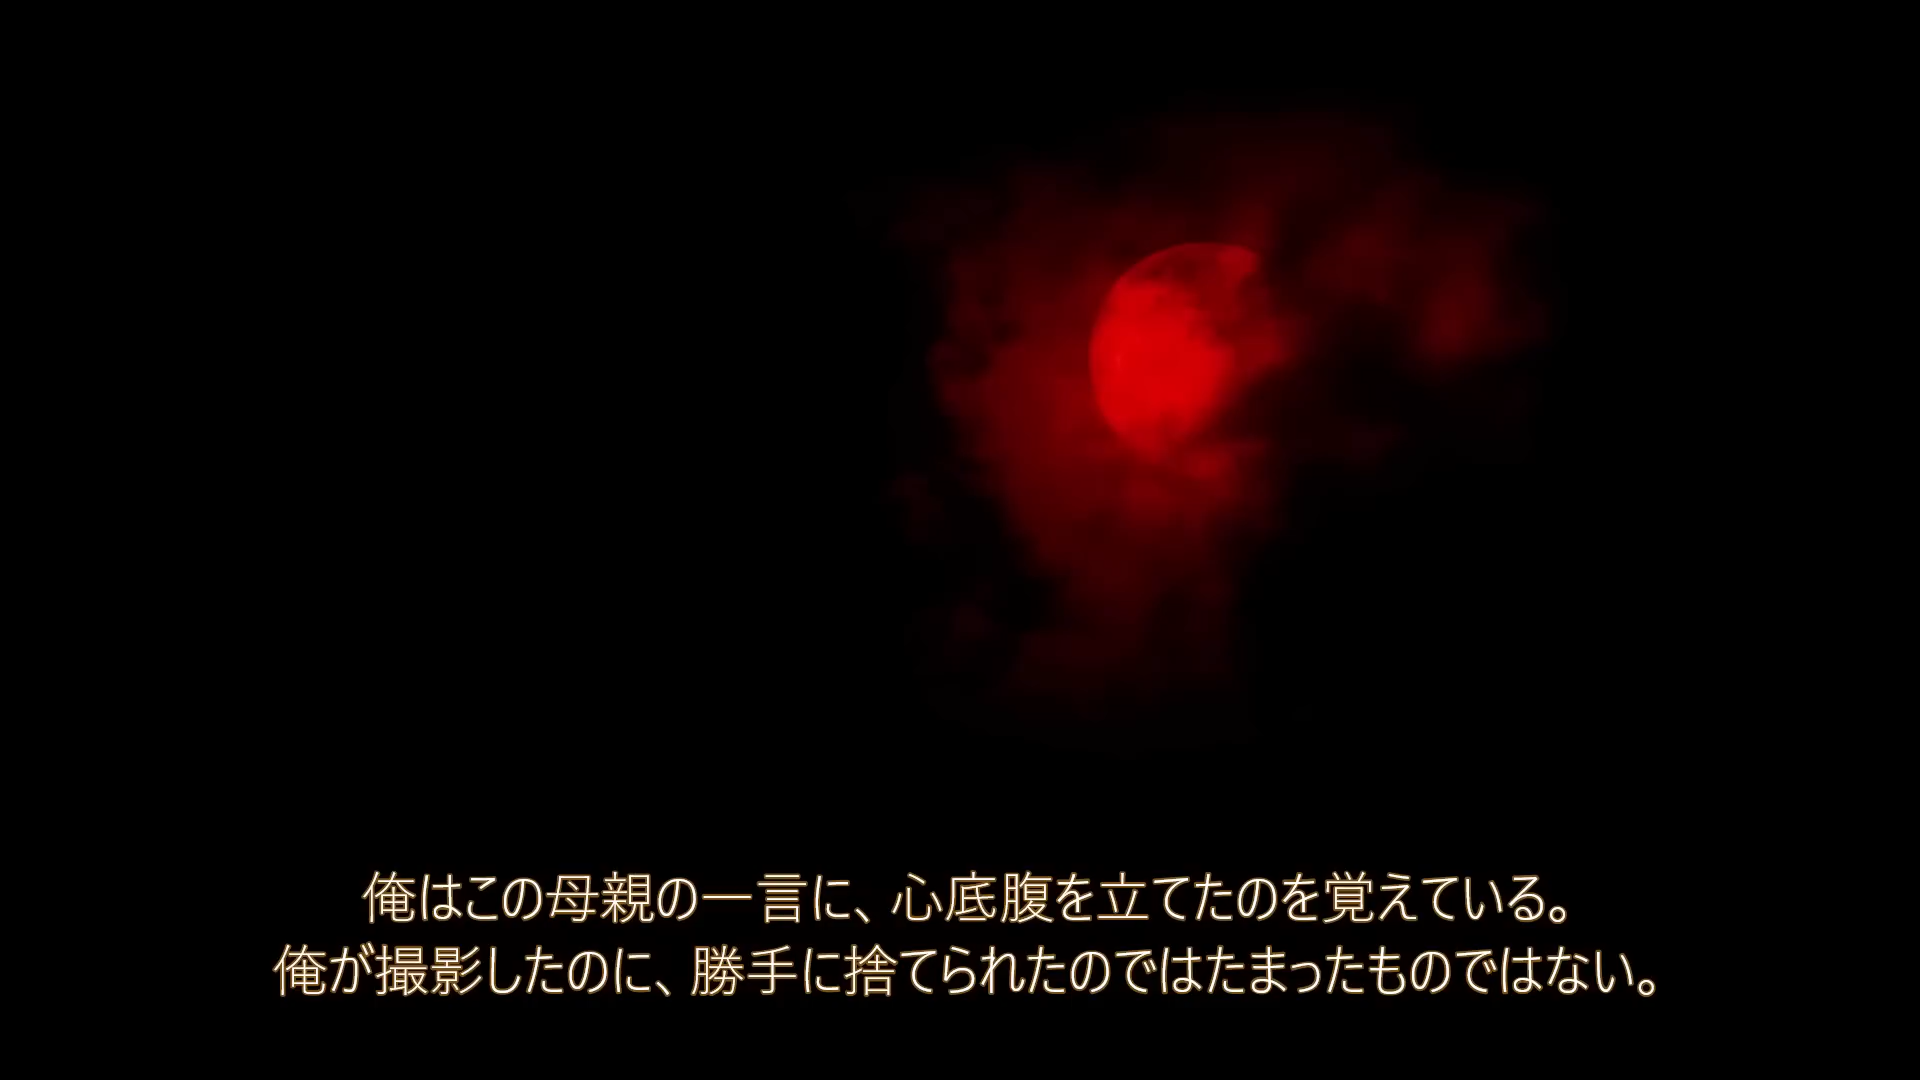 俺はこの母親の一言に、心底腹を立てたのを覚えている。
俺が撮影したのに、勝手に捨てられたのではたまったものではない。